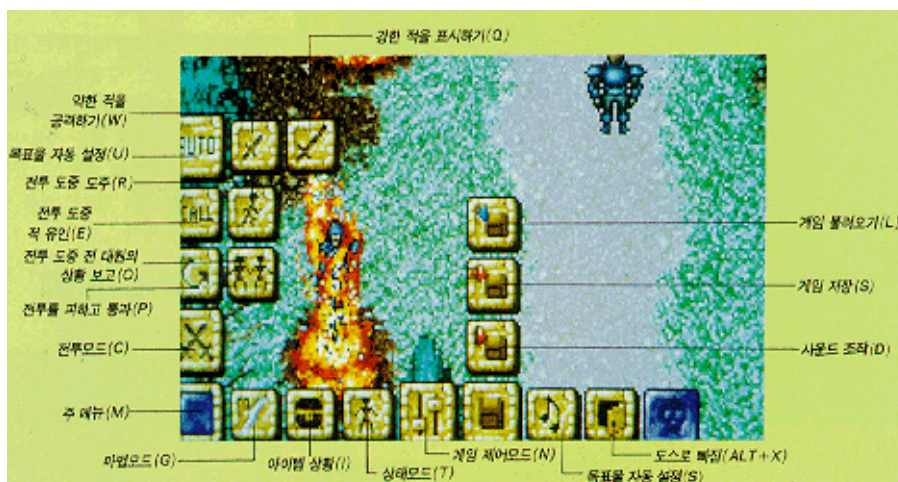 강한 적을 표시하기(Q)
약한 적을
공격하기(W)
목표물 자동 설정(U)
전투 도중 도주(R)
전투 도중
적 유인(E)
전투 도중 전 대원의
상황 보고(O)
전투를 피하고 통과(P)
전투모드(C)
주 메뉴(M)
마법모드(G)
아이템 상황(I)
상태모드(T)
게임 제어모드(N)
목표물 자동 설정(S)
도스로 빠짐(ALT+X)
게임 불러오기(L)
게임 저장(S)
사운드 조작(D)
AUTO
CALL